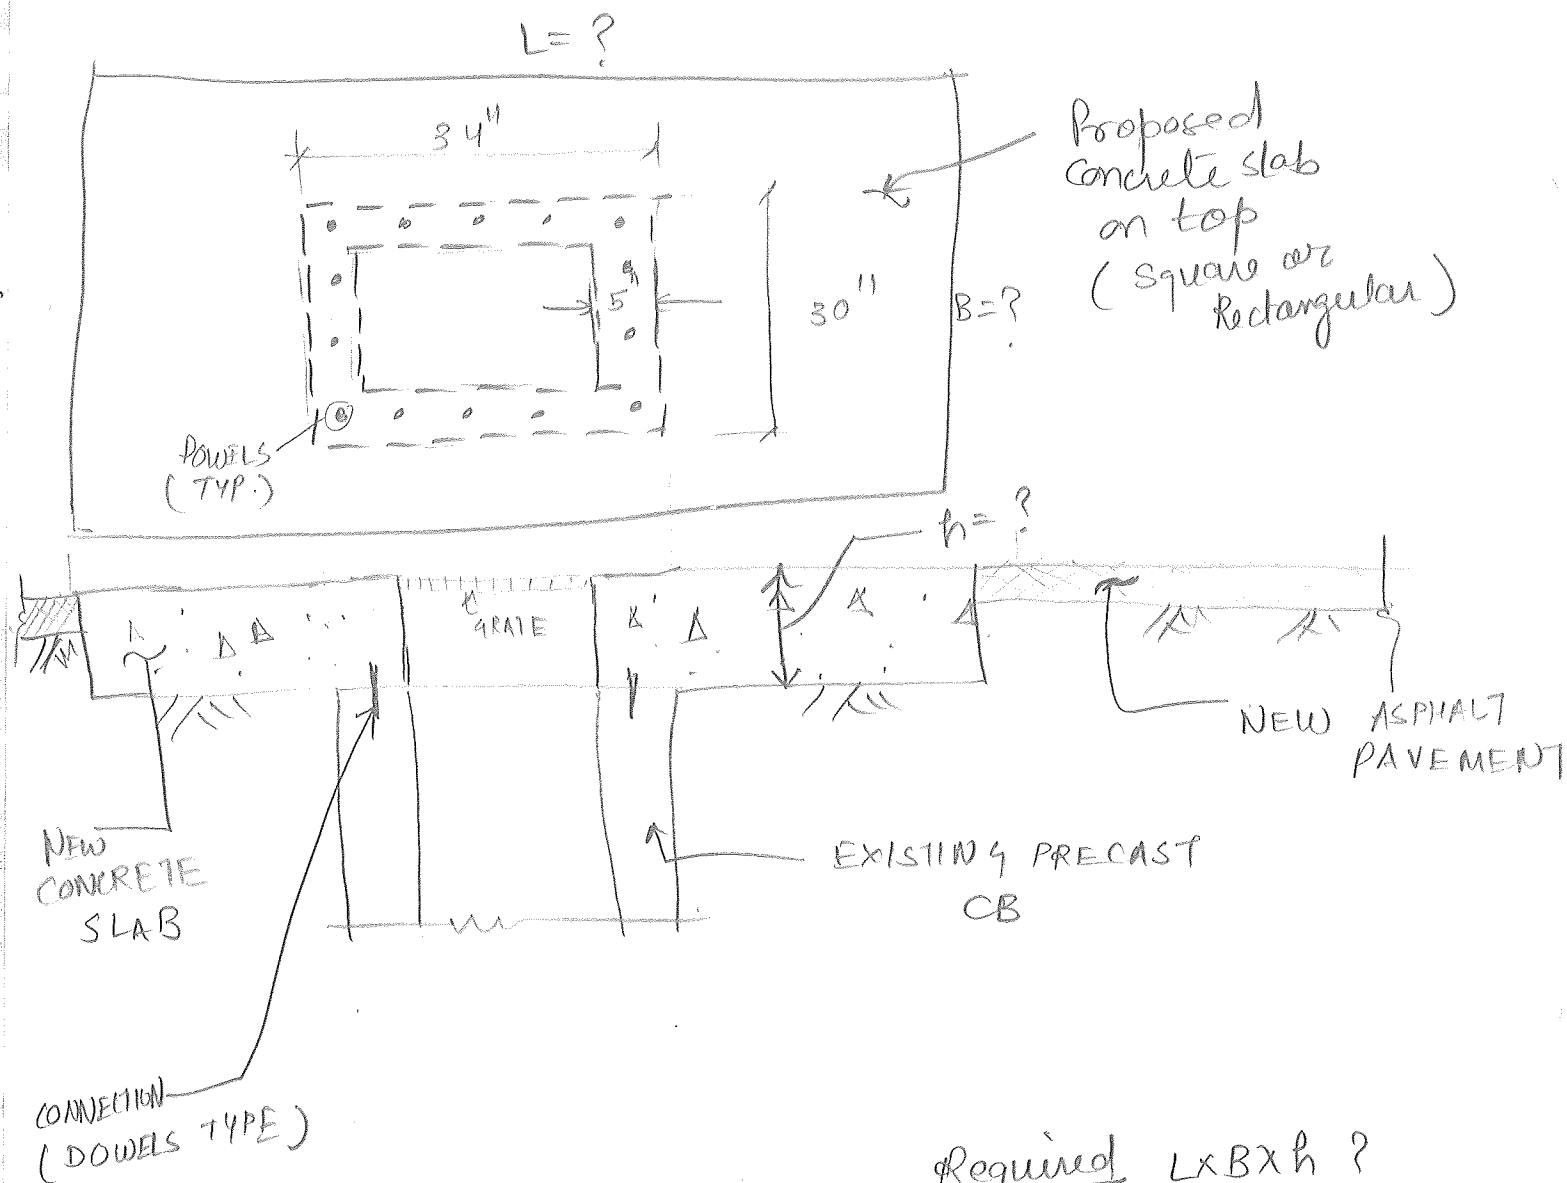 L = ?
34"
Proposed
concrete slab
on top
(Square or
Rectangular)
5"
30"
B = ?
DOWELS
(TYP.)
h = ?
GRATE
NEW ASPHALT
PAVEMENT
NEW
CONCRETE
SLAB
EXISTING PRECAST
CB
CONNECTION
(DOWELS TYPE)
Required LxBxh ?